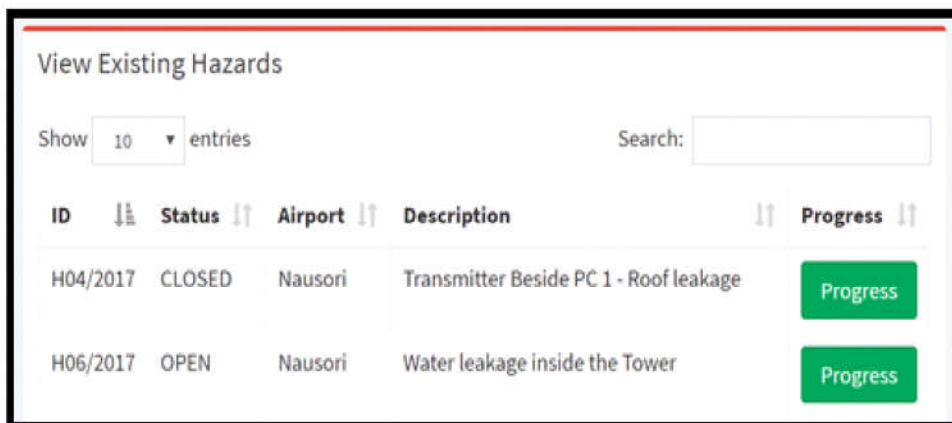 View Existing Hazards
Show 10 entries Search:
ID Status Airport Description Progress
H04/2017 CLOSED Nausori Transmitter Beside PC 1 - Roof leakage Progress
H06/2017 OPEN Nausori Water leakage inside the Tower Progress